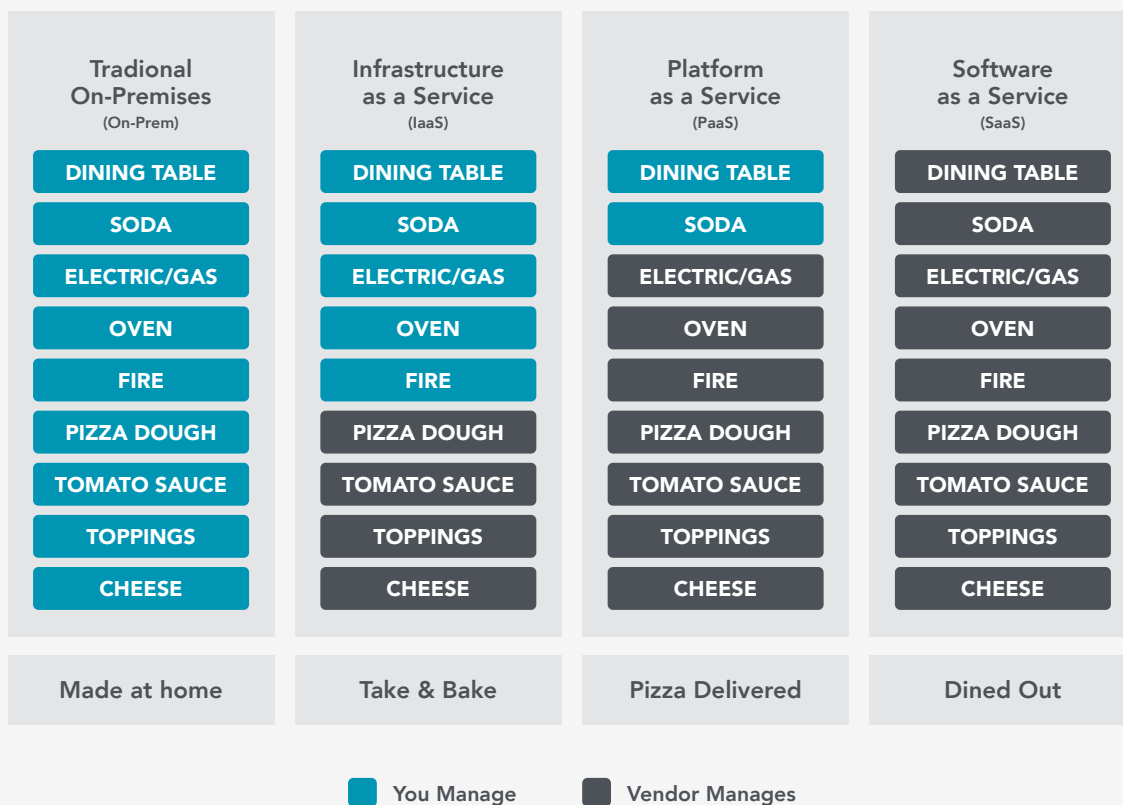 Tradional
On-Premises
(On-Prem)
DINING TABLE
SODA
ELECTRIC/GAS
OVEN
FIRE
PIZZA DOUGH
TOMATO SAUCE
TOPPINGS
CHEESE
Made at home
Infrastructure
as a Service
(IaaS)
DINING TABLE
SODA
ELECTRIC/GAS
OVEN
FIRE
PIZZA DOUGH
TOMATO SAUCE
TOPPINGS
CHEESE
Take & Bake
Platform
as a Service
(PaaS)
DINING TABLE
SODA
ELECTRIC/GAS
OVEN
FIRE
PIZZA DOUGH
TOMATO SAUCE
TOPPINGS
CHEESE
Pizza Delivered
Software
as a Service
(SaaS)
DINING TABLE
SODA
ELECTRIC/GAS
OVEN
FIRE
PIZZA DOUGH
TOMATO SAUCE
TOPPINGS
CHEESE
Dined Out
You Manage
Vendor Manages